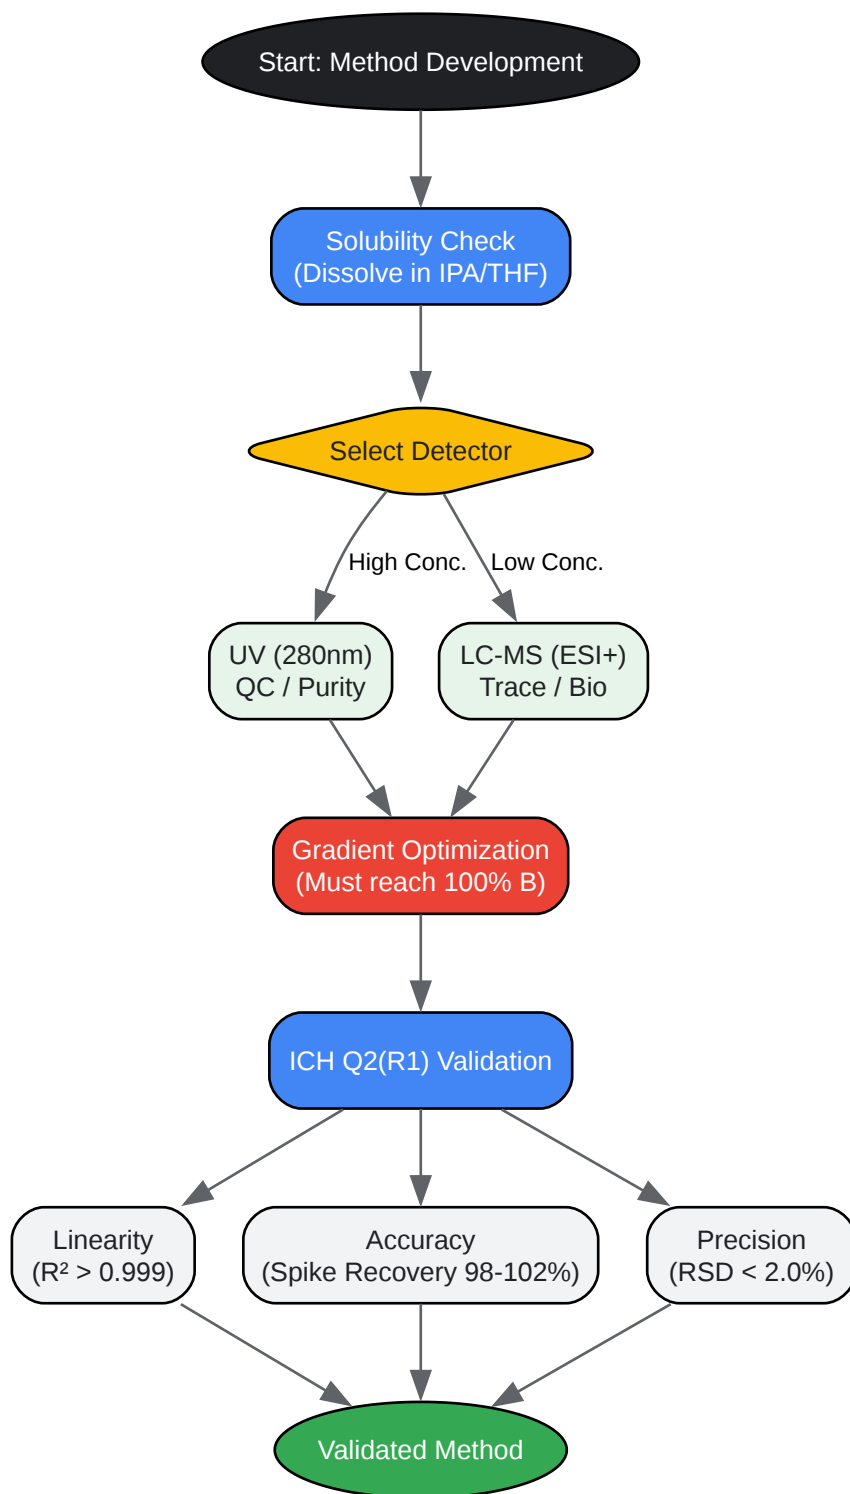 Start: Method Development
Solubility Check
(Dissolve in IPA/THF)
Select Detector
High Conc.
Low Conc.
UV (280nm)
QC / Purity
LC-MS (ESI+)
Trace / Bio
Gradient Optimization
(Must reach 100% B)
ICH Q2(R1) Validation
Linearity
(R² > 0.999)
Accuracy
(Spike Recovery 98-102%)
Precision
(RSD < 2.0%)
Validated Method